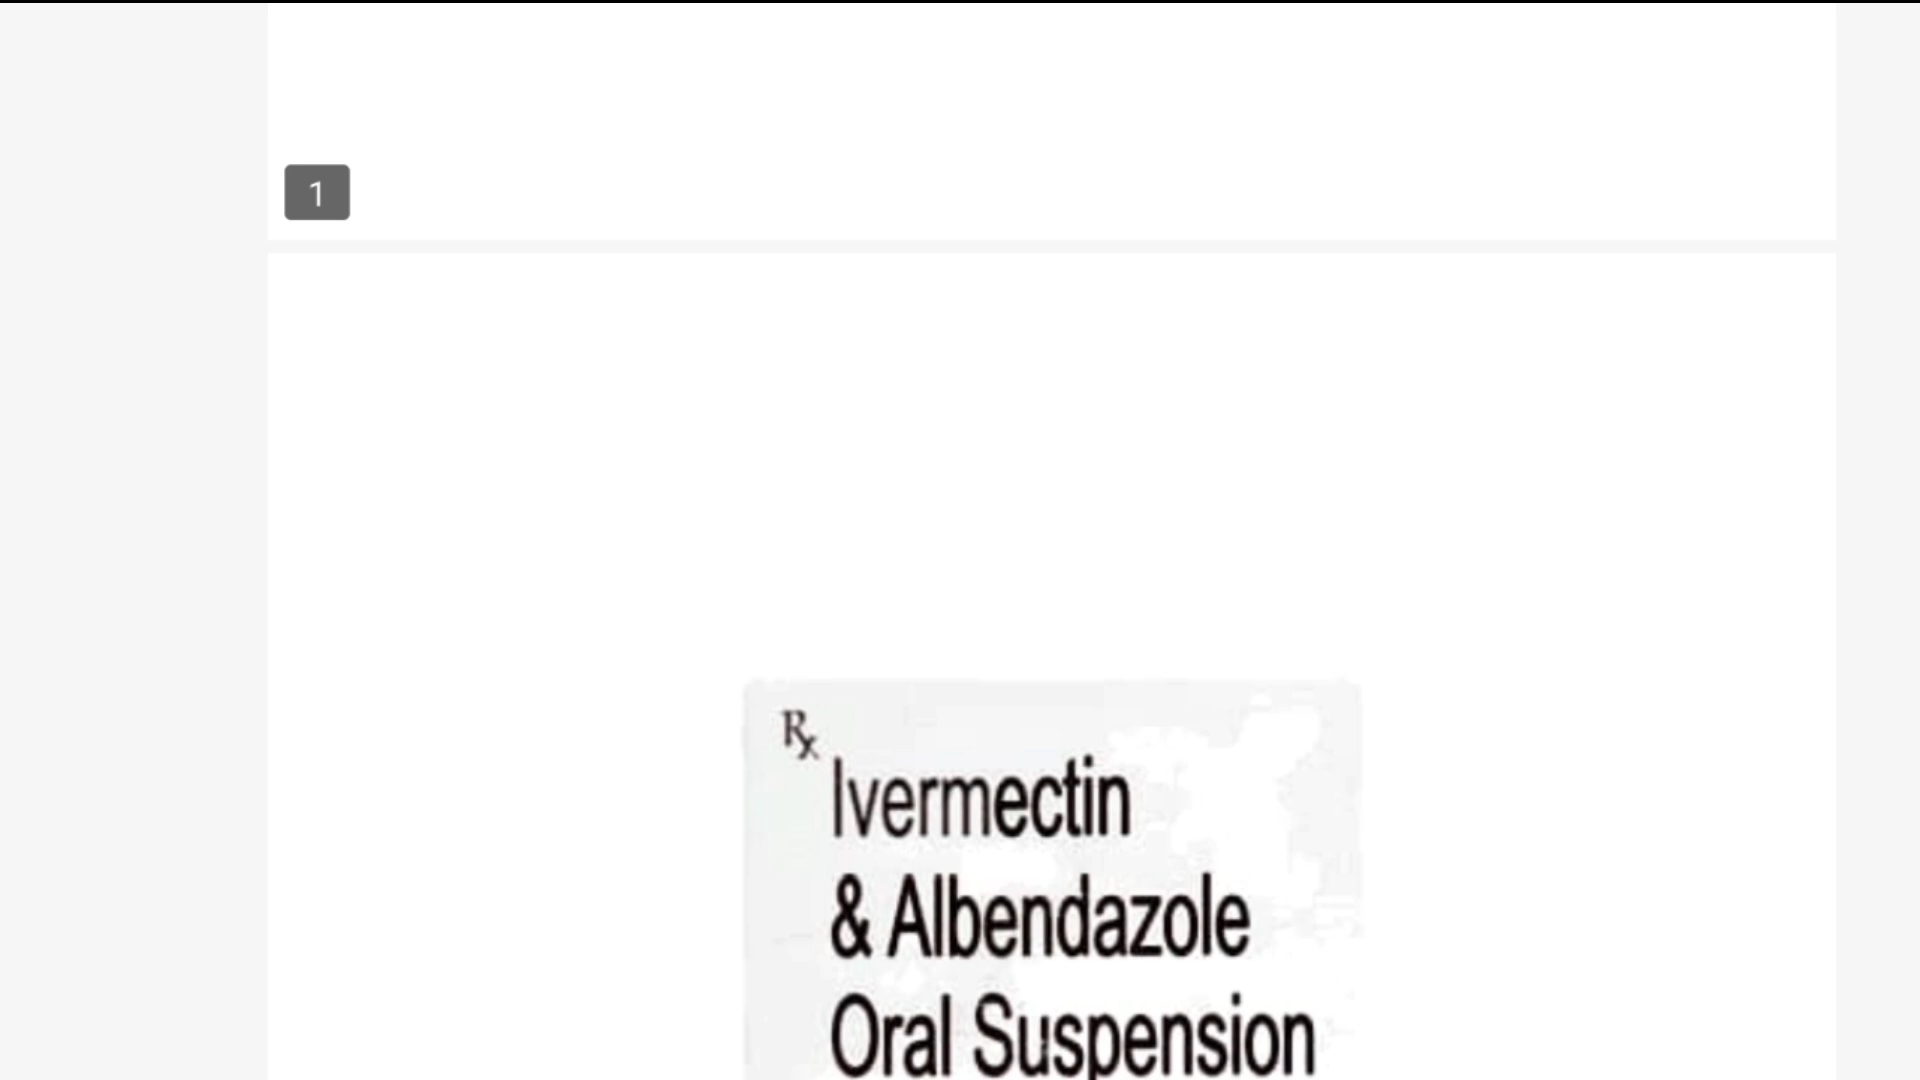 1
Rx
Ivermectin
& Albendazole
Oral Suspension